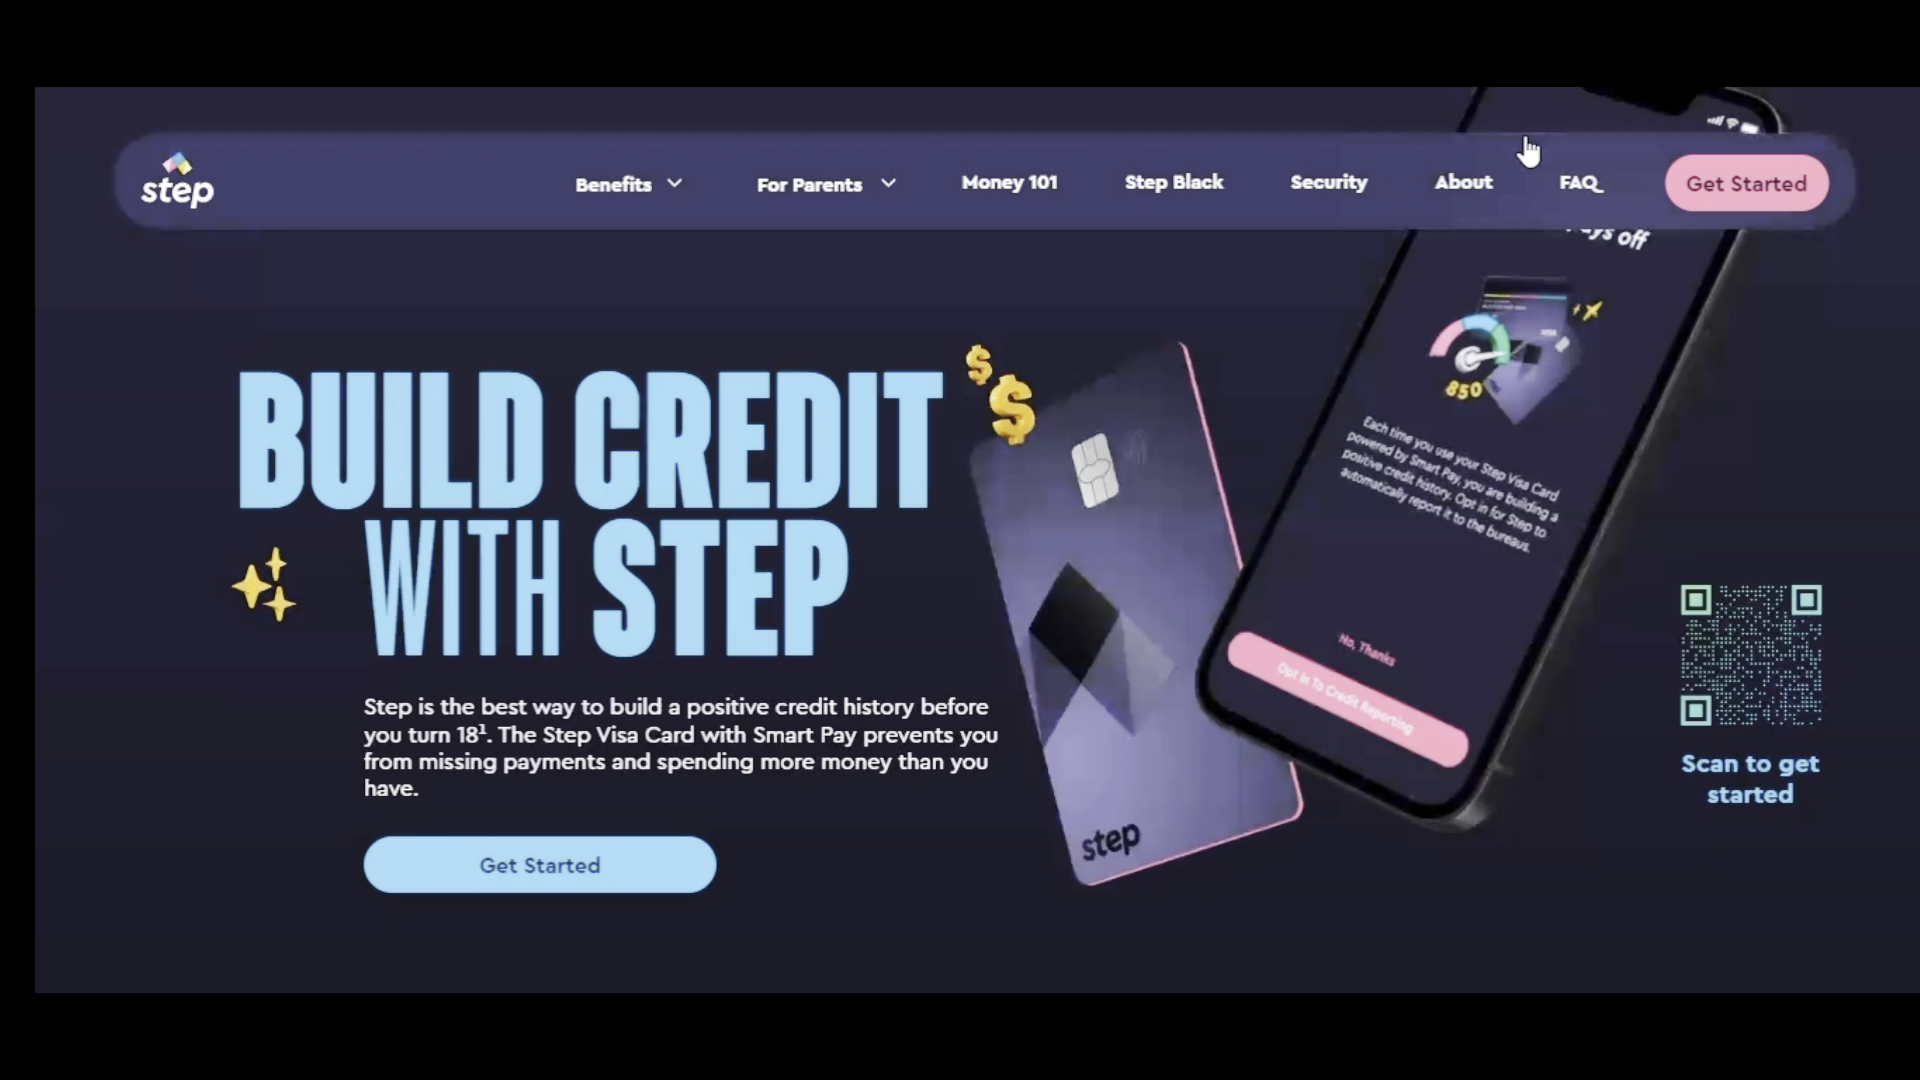 step
Benefits
For Parents
Money 101
Step Black
Security
About
FAQ
Get Started
off
BUILD CREDIT
WITH STEP
Step is the best way to build a positive credit history before
you turn 18¹. The Step Visa Card with Smart Pay prevents you
from missing payments and spending more money than you
have.
Get Started
$
$
step
850
Each time you use your Step Visa Card
powered by Smart Pay, you are building a
positive credit history. Opt in for Step to
automatically report it to the bureaus.
No, Thanks
Opt In To Credit Reporting
Scan to get
started